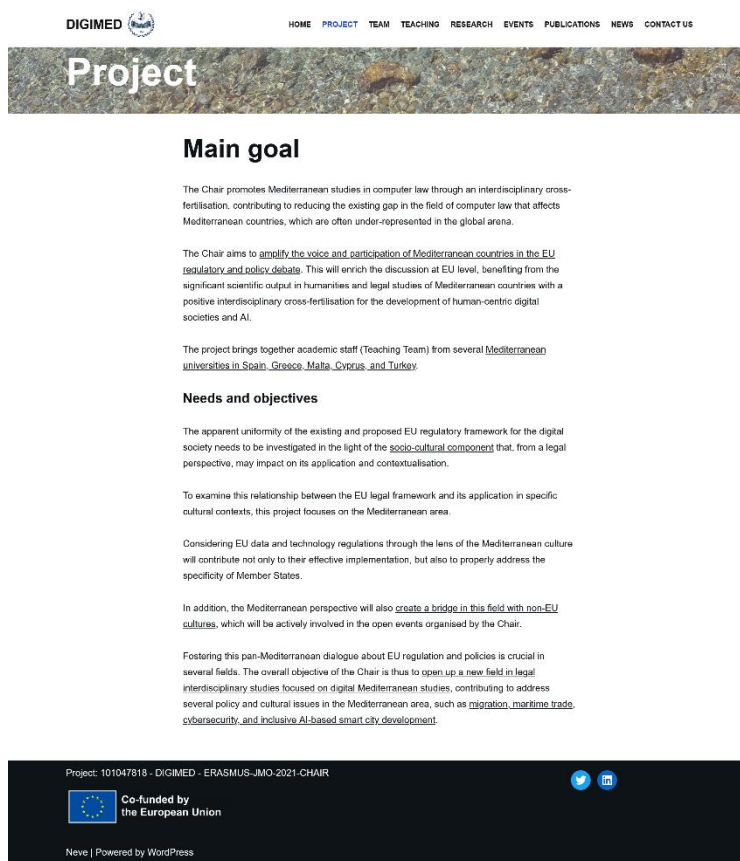 DIGIMED
HOME PROJECT TEAM TEACHING RESEARCH EVENTS PUBLICATIONS NEWS CONTACT US
Project
Main goal
The Chair promotes Mediterranean studies in computer law through an interdisciplinary cross-
fertilisation, contributing to reducing the existing gap in the field of computer law that affects
Mediterranean countries, which are often under-represented in the global arena.
The Chair aims to amplify the voice and participation of Mediterranean countries in the EU
regulatory and policy debate. This will enrich the discussion at EU level, benefiting from the
significant scientific output in humanities and legal studies of Mediterranean countries with a
positive interdisciplinary cross-fertilisation for the development of human-centric digital
societies and AI.
The project brings together academic staff (Teaching Team) from several Mediterranean
universities in Spain, Greece, Malta, Cyprus, and Turkey.
Needs and objectives
The apparent uniformity of the existing and proposed EU regulatory framework for the digital
society needs to be investigated in the light of the socio-cultural component that, from a legal
perspective, may impact on its application and contextualisation.
To examine this relationship between the EU legal framework and its application in specific
cultural contexts, this project focuses on the Mediterranean area.
Considering EU data and technology regulations through the lens of the Mediterranean culture
will contribute not only to their effective implementation, but also to properly address the
specificity of Member States.
In addition, the Mediterranean perspective will also create a bridge in this field with non-EU
cultures, which will be actively involved in the open events organised by the Chair.
Fostering this pan-Mediterranean dialogue about EU regulation and policies is crucial in
several fields. The overall objective of the Chair is thus to open up a new field in legal
interdisciplinary studies focused on digital Mediterranean studies, contributing to address
several policy and cultural issues in the Mediterranean area, such as migration, maritime trade,
cybersecurity, and inclusive AI-based smart city development.
Project: 101047818 - DIGIMED - ERASMUS-JMO-2021-CHAIR
Co-funded by
the European Union
Neve | Powered by WordPress